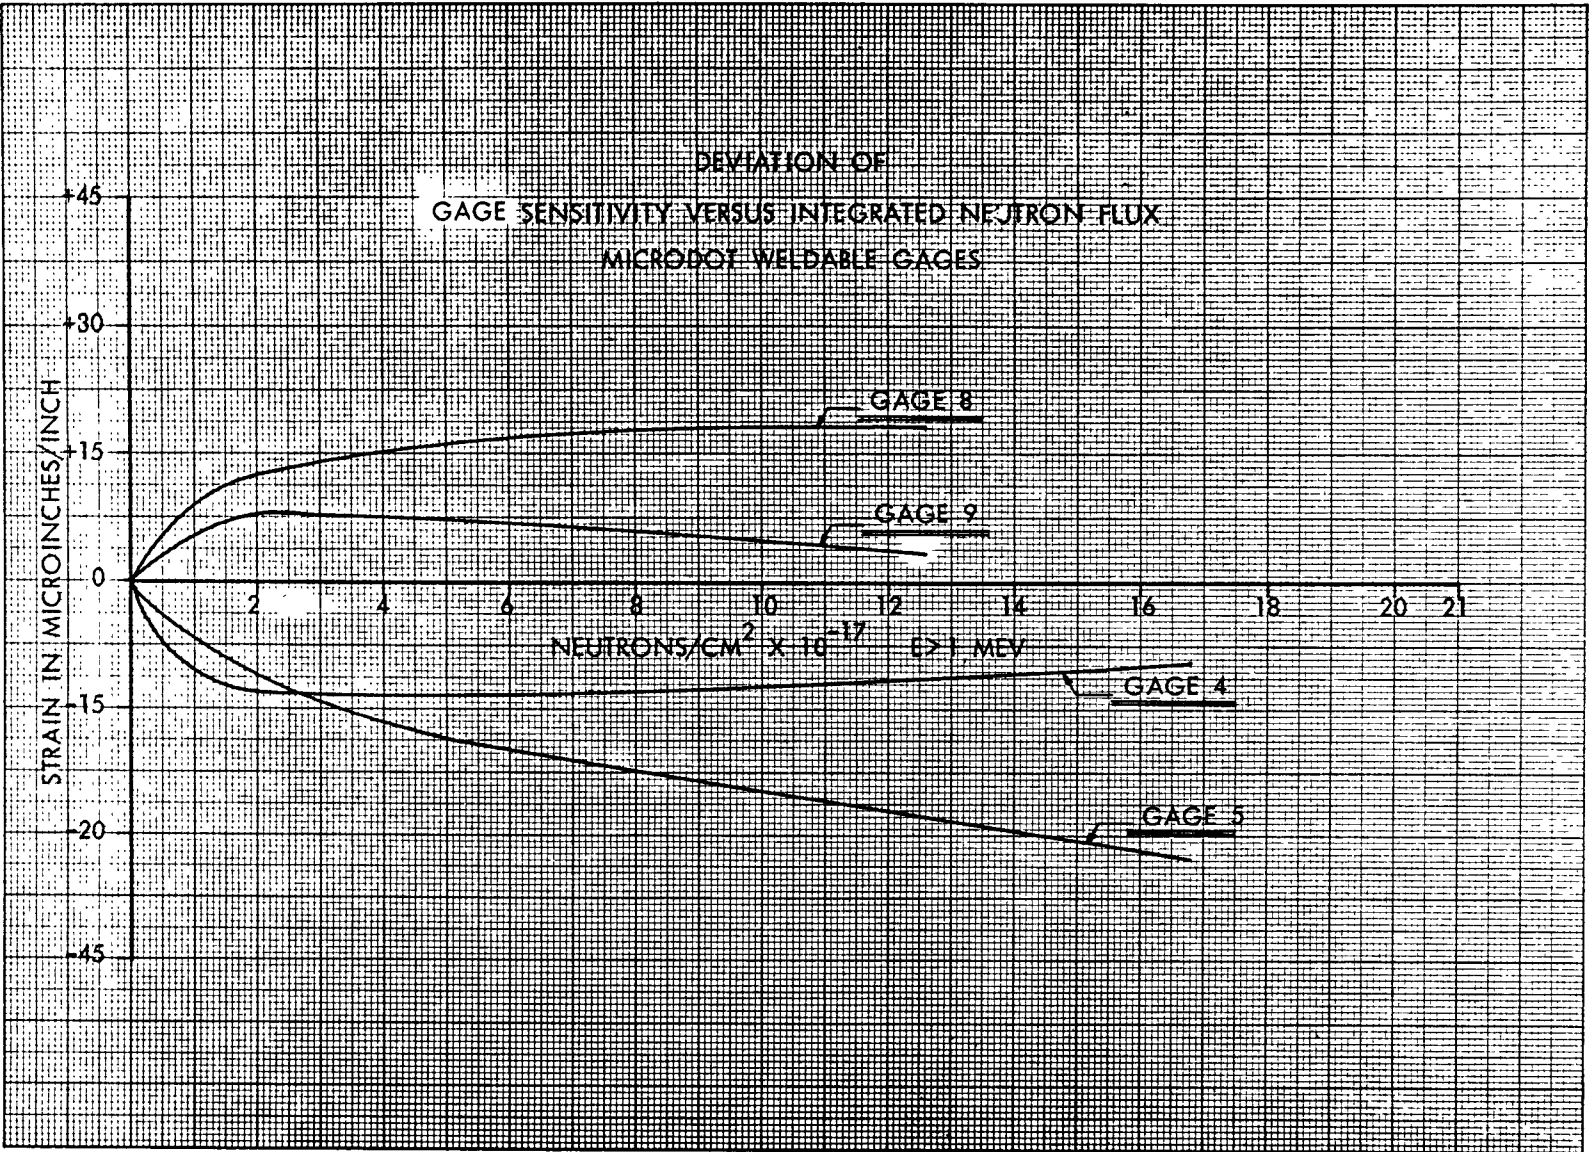 DEVIATION OF
GAGE SENSITIVITY VERSUS INTEGRATED NEUTRON FLUX
MICRODOT WELDABLE GAGES
STRAIN IN MICROINCHES/INCH
+45
+30
+15
0
-15
-20
-45
GAGE 8
GAGE 9
2 4 6 8 10 12 14 16 18 20 21
NEUTRONS/CM² X 10⁻¹⁷ E>1 MEV
GAGE 4
GAGE 5